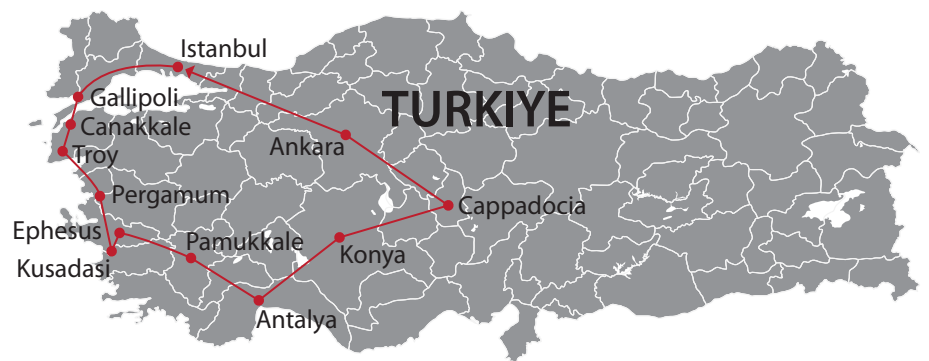 Istanbul
Gallipoli
TURKIYE
Canakkale
Ankara
Troy
Pergamum
Cappadocia
Ephesus
Pamukkale
Konya
Kusadasi
Antalya